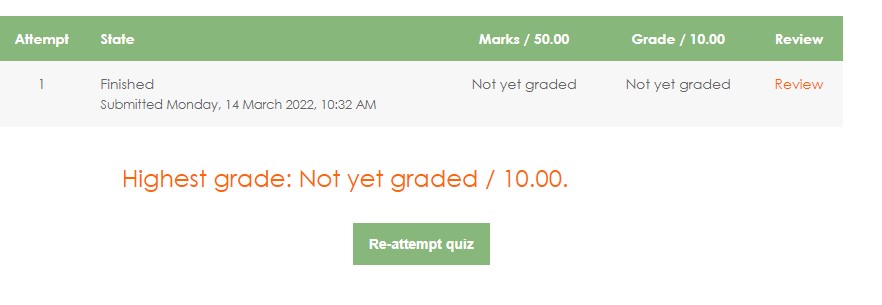 Attempt State Marks / 50.00 Grade / 10.00 Review
1 Finished Not yet graded Not yet graded Review
Submitted Monday, 14 March 2022, 10:32 AM
Highest grade: Not yet graded / 10.00.
Re-attempt quiz